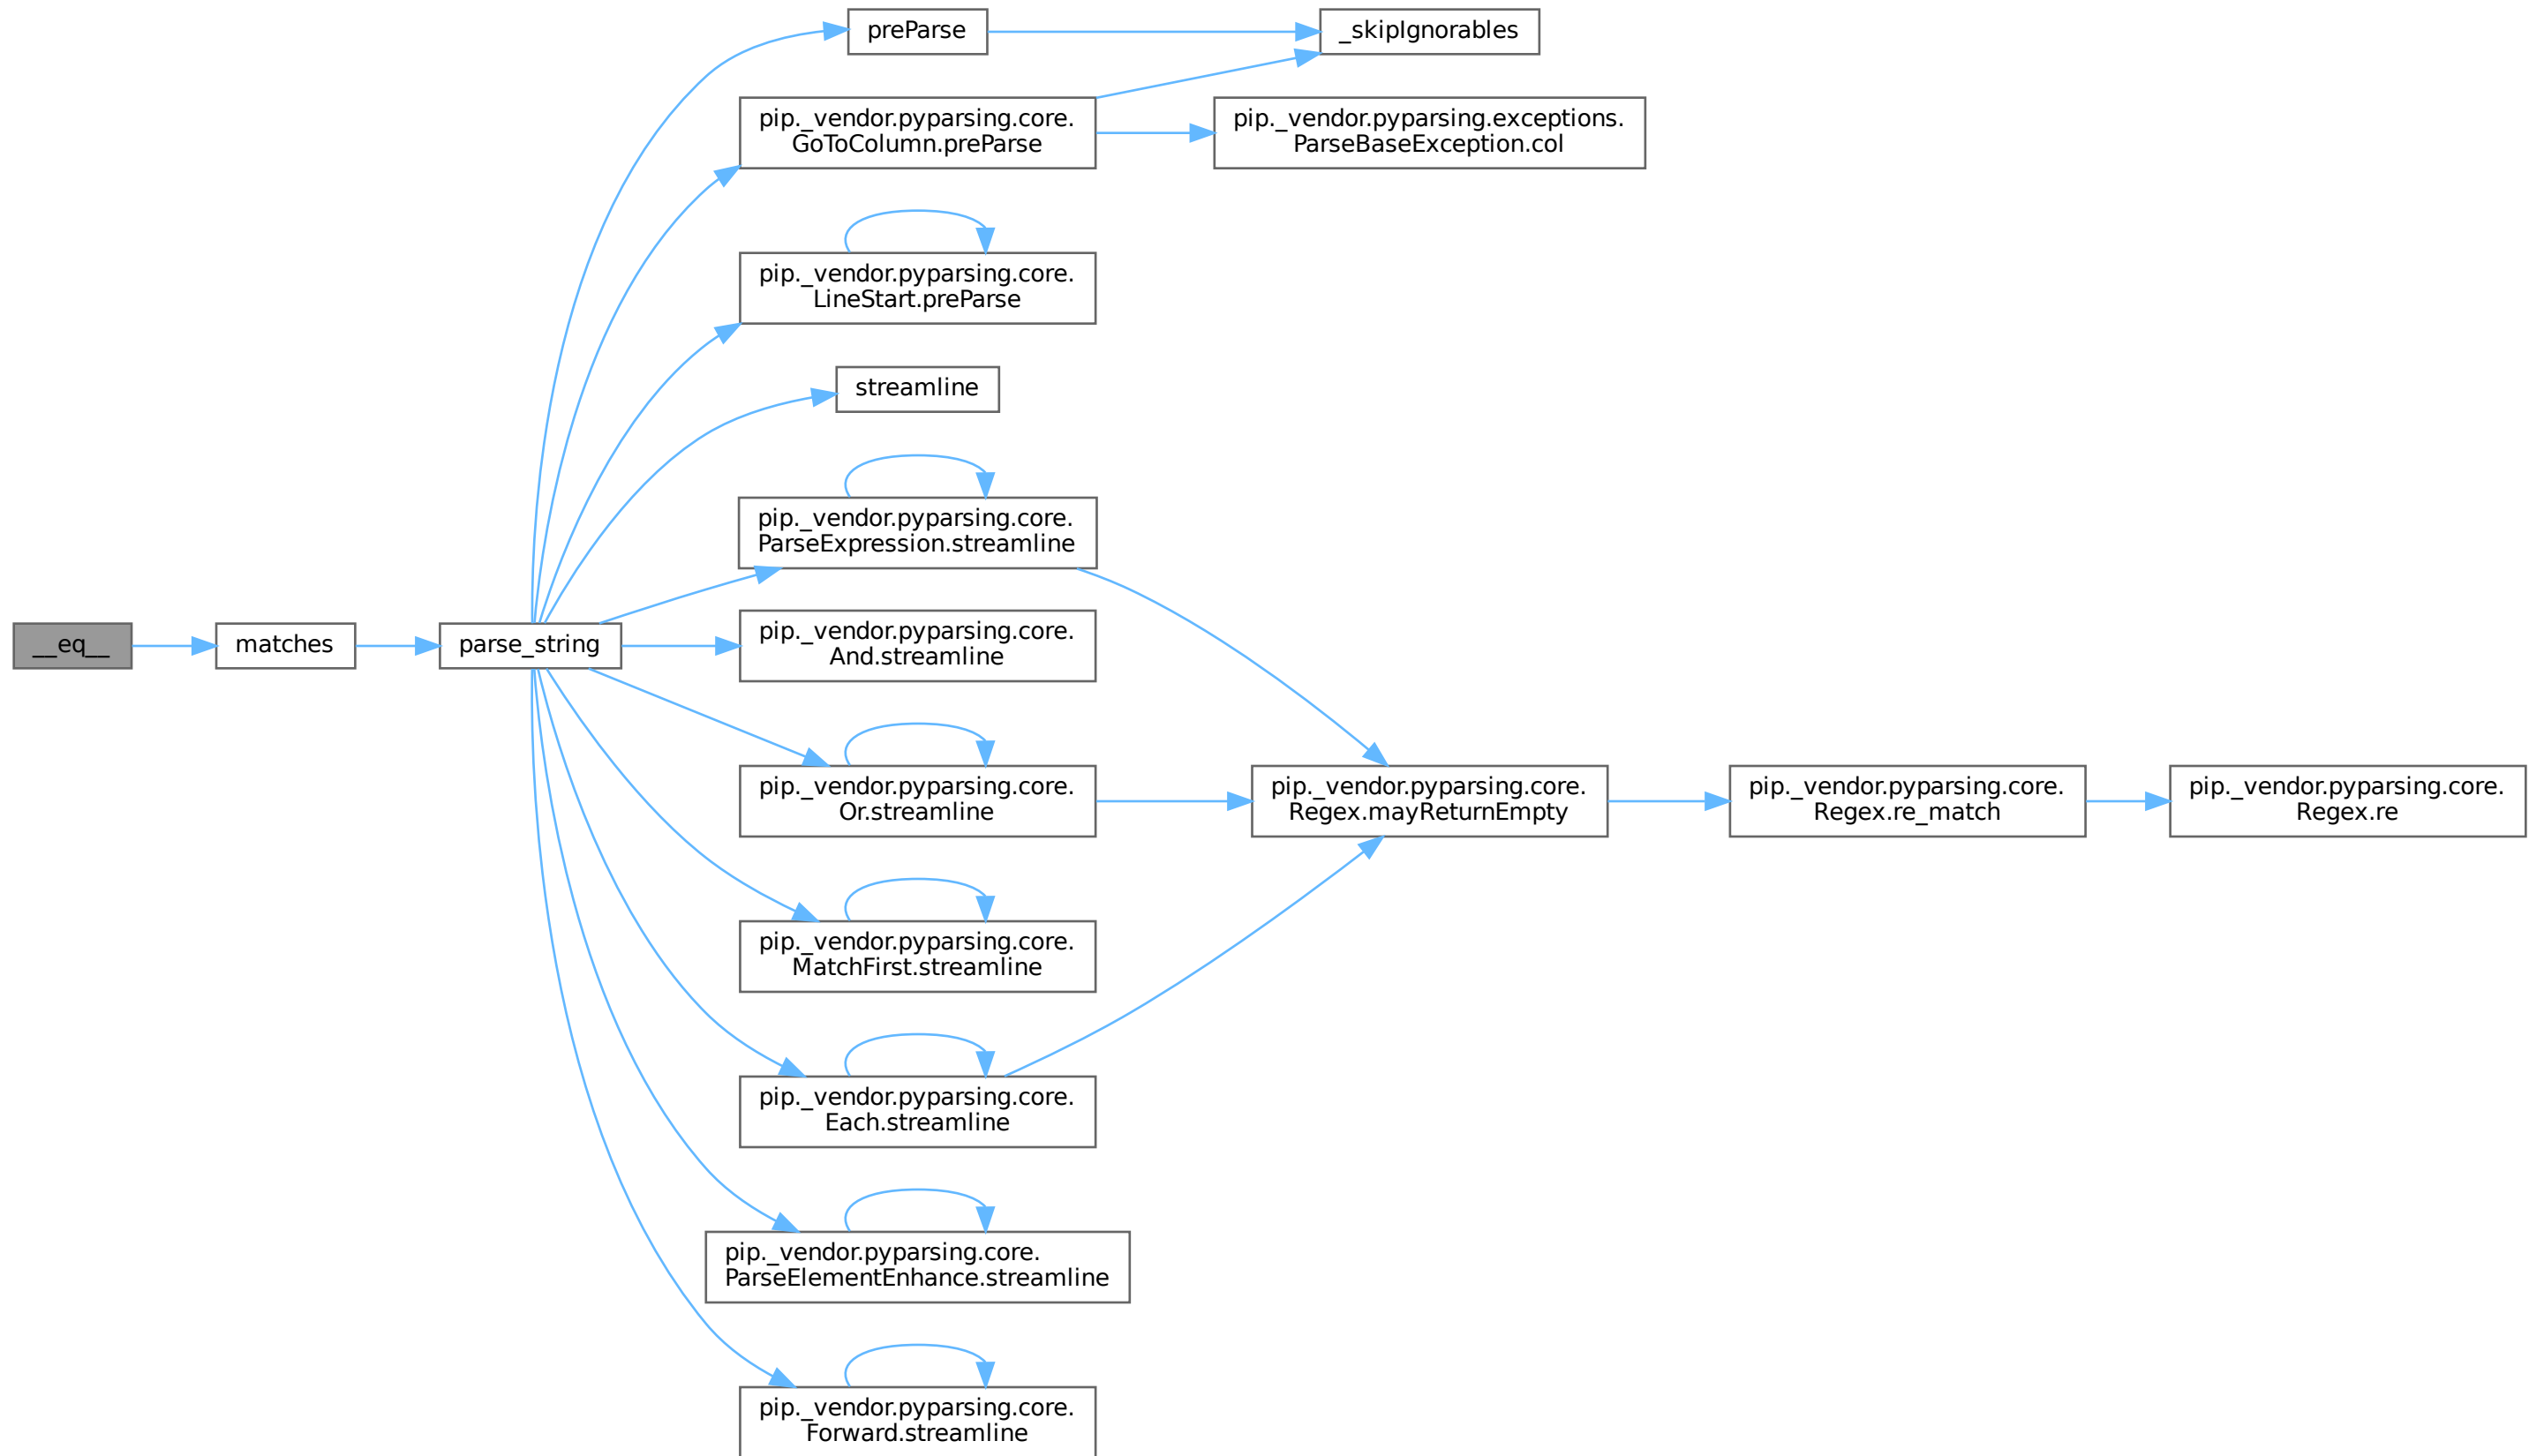 preParse
_skipIgnorables
pip._vendor.pyparsing.core.
GoToColumn.preParse
pip._vendor.pyparsing.exceptions.
ParseBaseException.col
pip._vendor.pyparsing.core.
LineStart.preParse
streamline
pip._vendor.pyparsing.core.
ParseExpression.streamline
__eq__
matches
parse_string
pip._vendor.pyparsing.core.
And.streamline
pip._vendor.pyparsing.core.
Or.streamline
pip._vendor.pyparsing.core.
Regex.mayReturnEmpty
pip._vendor.pyparsing.core.
Regex.re_match
pip._vendor.pyparsing.core.
Regex.re
pip._vendor.pyparsing.core.
MatchFirst.streamline
pip._vendor.pyparsing.core.
Each.streamline
pip._vendor.pyparsing.core.
ParseElementEnhance.streamline
pip._vendor.pyparsing.core.
Forward.streamline